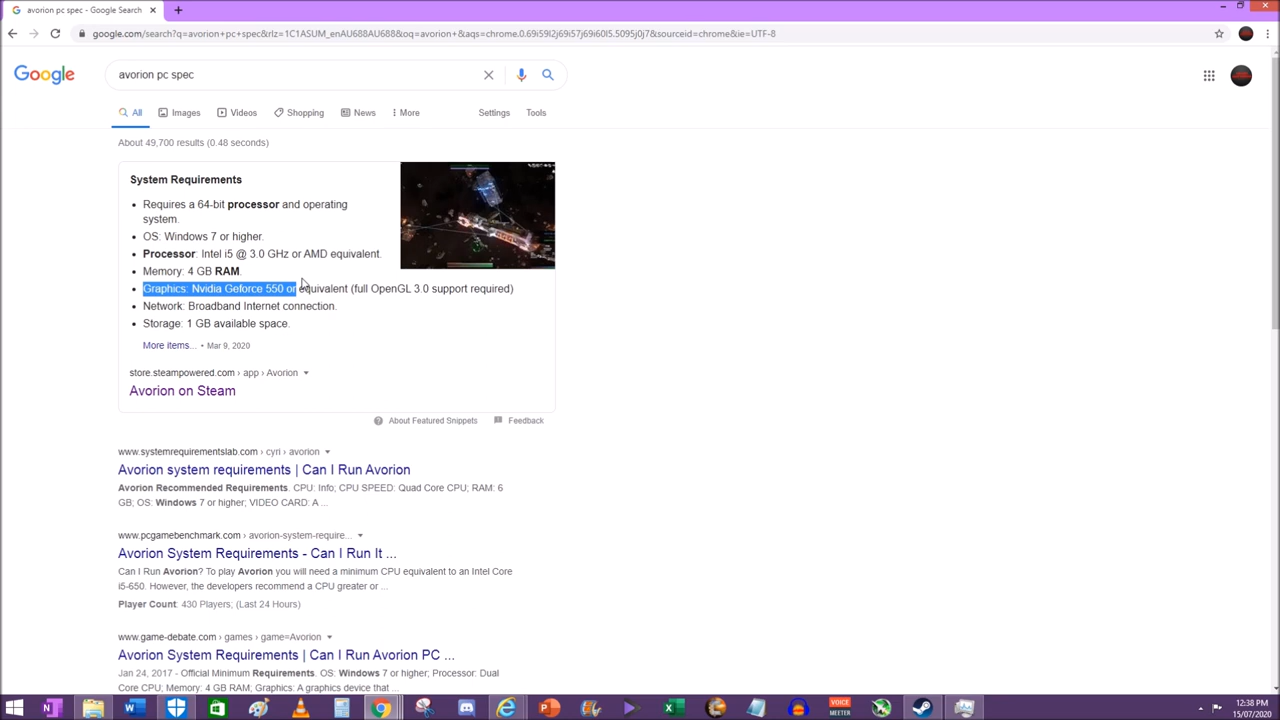 avorion pc spec - Google Search
google.com/search?q=avorion+pc+spec&rlz=1C1ASUM_enAU688AU688&oq=avorion+&aqs=chrome.0.69i59l2j69i57j69i60l5.5095j0j7&sourceid=chrome&ie=UTF-8
Google
avorion pc spec
All Images Videos Shopping News More Settings Tools
About 49,700 results (0.48 seconds)
System Requirements
Requires a 64-bit processor and operating
system.
OS: Windows 7 or higher.
Processor: Intel i5 @ 3.0 GHz or AMD equivalent.
Memory: 4 GB RAM.
Graphics: Nvidia Geforce 550 or equivalent (full OpenGL 3.0 support required)
Network: Broadband Internet connection.
Storage: 1 GB available space.
More items... • Mar 9, 2020
store.steampowered.com › app › Avorion
Avorion on Steam
About Featured Snippets Feedback
www.systemrequirementslab.com › cyri › avorion
Avorion system requirements | Can I Run Avorion
Avorion Recommended Requirements. CPU: Info; CPU SPEED: Quad Core CPU; RAM: 6
GB; OS: Windows 7 or higher; VIDEO CARD: A ...
www.pcgamebenchmark.com › avorion-system-require...
Avorion System Requirements - Can I Run It ...
Can I Run Avorion? To play Avorion you will need a minimum CPU equivalent to an Intel Core
i5-650. However, the developers recommend a CPU greater or ...
Player Count: 430 Players; (Last 24 Hours)
www.game-debate.com › games › game=Avorion
Avorion System Requirements | Can I Run Avorion PC ...
Jan 24, 2017 - Official Minimum Requirements. OS: Windows 7 or higher; Processor: Dual
Core CPU; Memory: 4 GB RAM; Graphics: A graphics device that ...
VOICE
MEETER
12:38 PM
15/07/2020